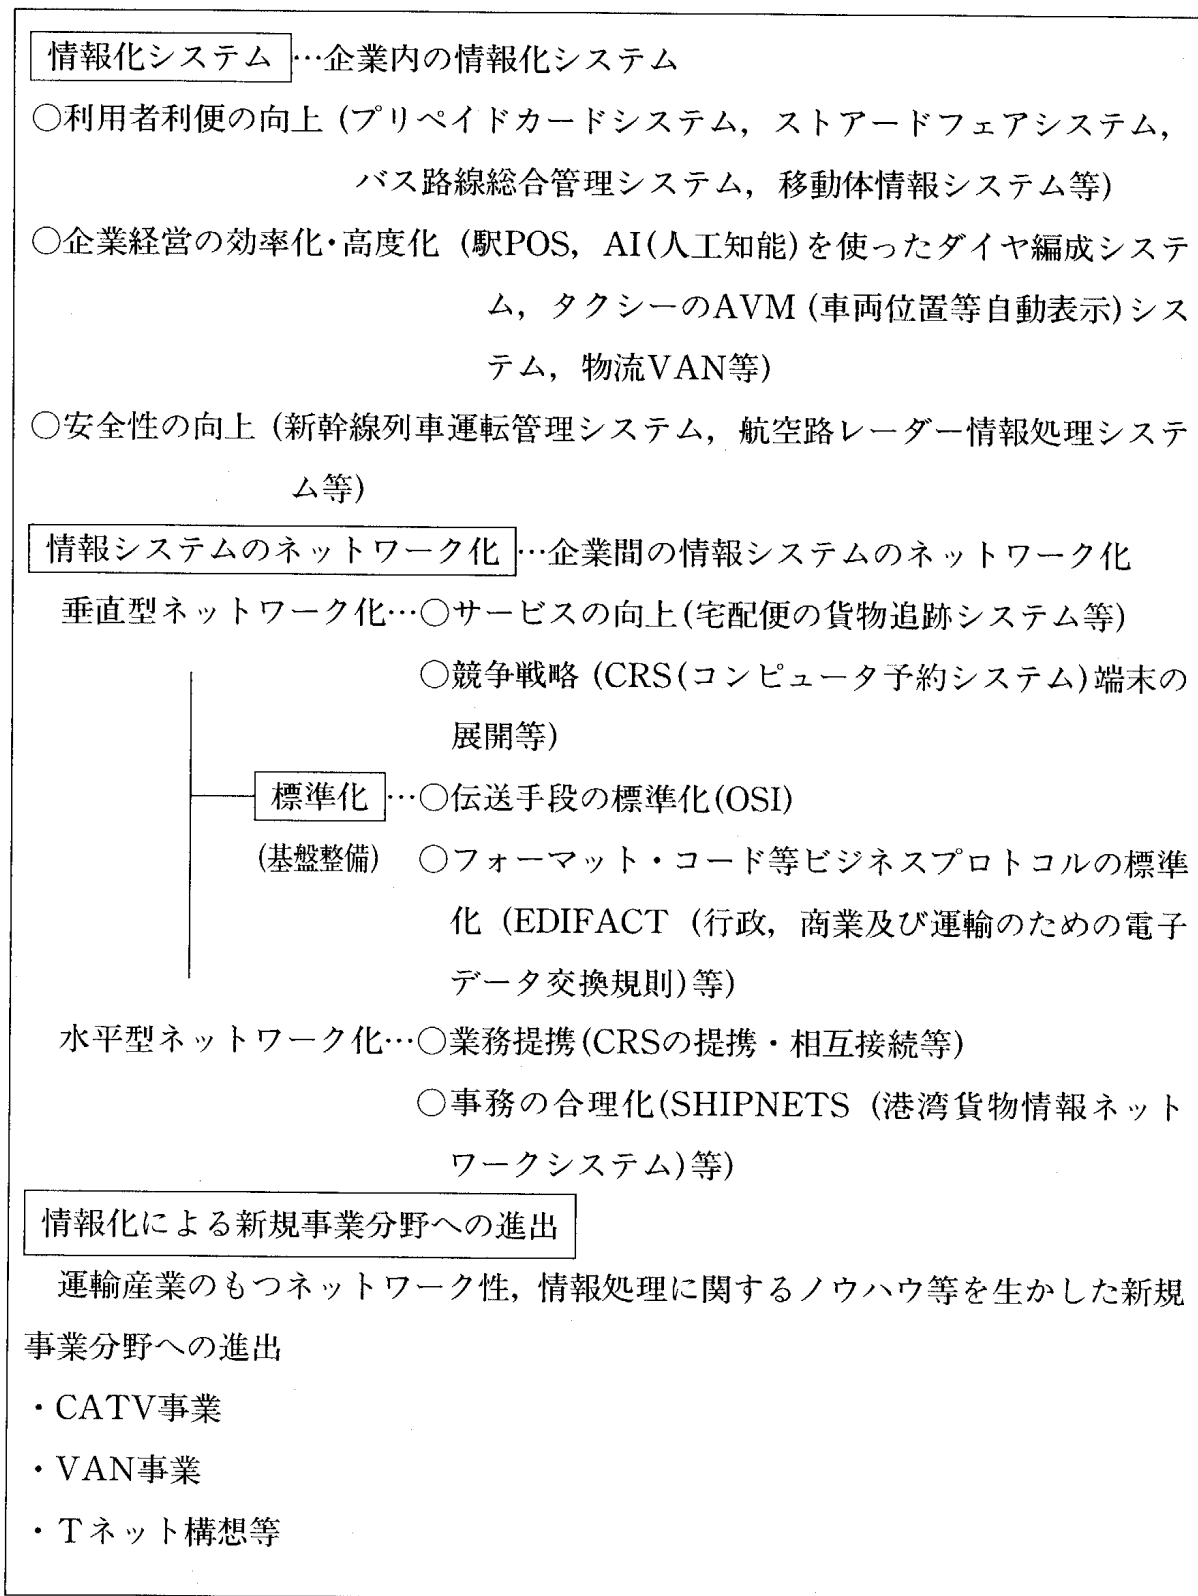 情報化システム…企業内の情報化システム
○利用者利便の向上（プリペイドカードシステム，ストアードフェアシステム，
バス路線総合管理システム，移動体情報システム等）
○企業経営の効率化・高度化（駅POS，AI(人工知能)を使ったダイヤ編成システ
ム，タクシーのAVM（車両位置等自動表示）シス
テム，物流VAN等）
○安全性の向上（新幹線列車運転管理システム，航空路レーダー情報処理システ
ム等）
情報システムのネットワーク化…企業間の情報システムのネットワーク化
垂直型ネットワーク化…○サービスの向上(宅配便の貨物追跡システム等)
○競争戦略（CRS(コンピュータ予約システム)端末の
展開等）
標準化…○伝送手段の標準化(OSI)
(基盤整備) ○フォーマット・コード等ビジネスプロトコルの標準
化（EDIFACT（行政，商業及び運輸のための電子
データ交換規則)等)
水平型ネットワーク化…○業務提携(CRSの提携・相互接続等)
○事務の合理化(SHIPNETS（港湾貨物情報ネット
ワークシステム)等)
情報化による新規事業分野への進出
運輸産業のもつネットワーク性，情報処理に関するノウハウ等を生かした新規
事業分野への進出
・CATV事業
・VAN事業
・Tネット構想等